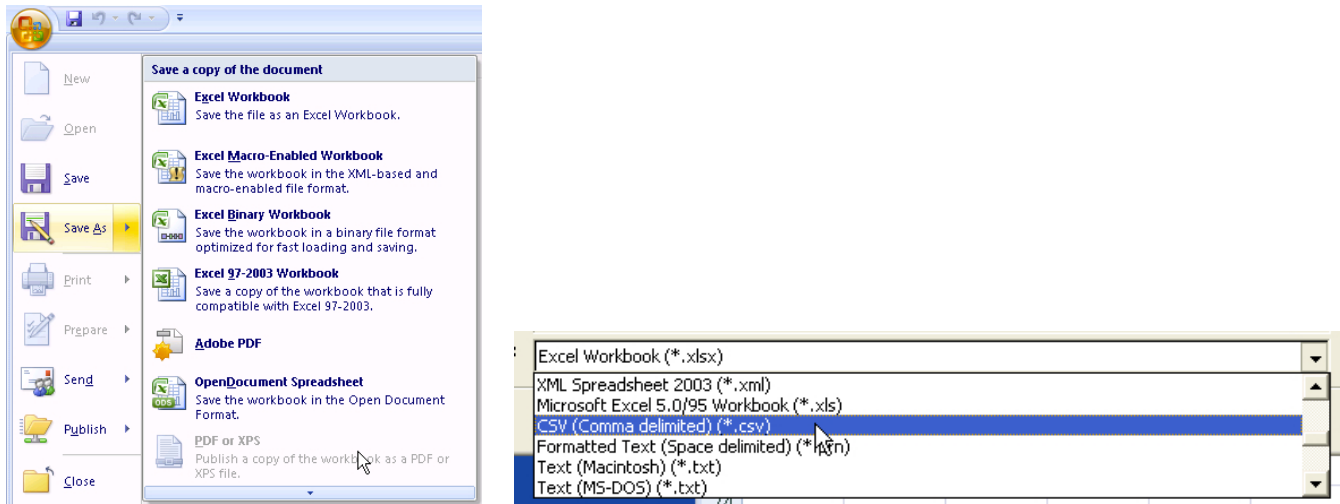 New
Open
Save
Save As
Print
Prepare
Send
Publish
Close
Save a copy of the document
Excel Workbook
Save the file as an Excel Workbook.
Excel Macro-Enabled Workbook
Save the workbook in the XML-based and
macro-enabled file format.
Excel Binary Workbook
Save the workbook in a binary file format
optimized for fast loading and saving.
Excel 97-2003 Workbook
Save a copy of the workbook that is fully
compatible with Excel 97-2003.
Adobe PDF
OpenDocument Spreadsheet
Save the workbook in the Open Document
Format.
PDF or XPS
Publish a copy of the workbook as a PDF or
XPS file.
Excel Workbook (*.xlsx)
XML Spreadsheet 2003 (*.xml)
Microsoft Excel 5.0/95 Workbook (*.xls)
CSV (Comma delimited) (*.csv)
Formatted Text (Space delimited)
Text (Macintosh) (*.txt)
Text (MS-DOS) (*.txt)